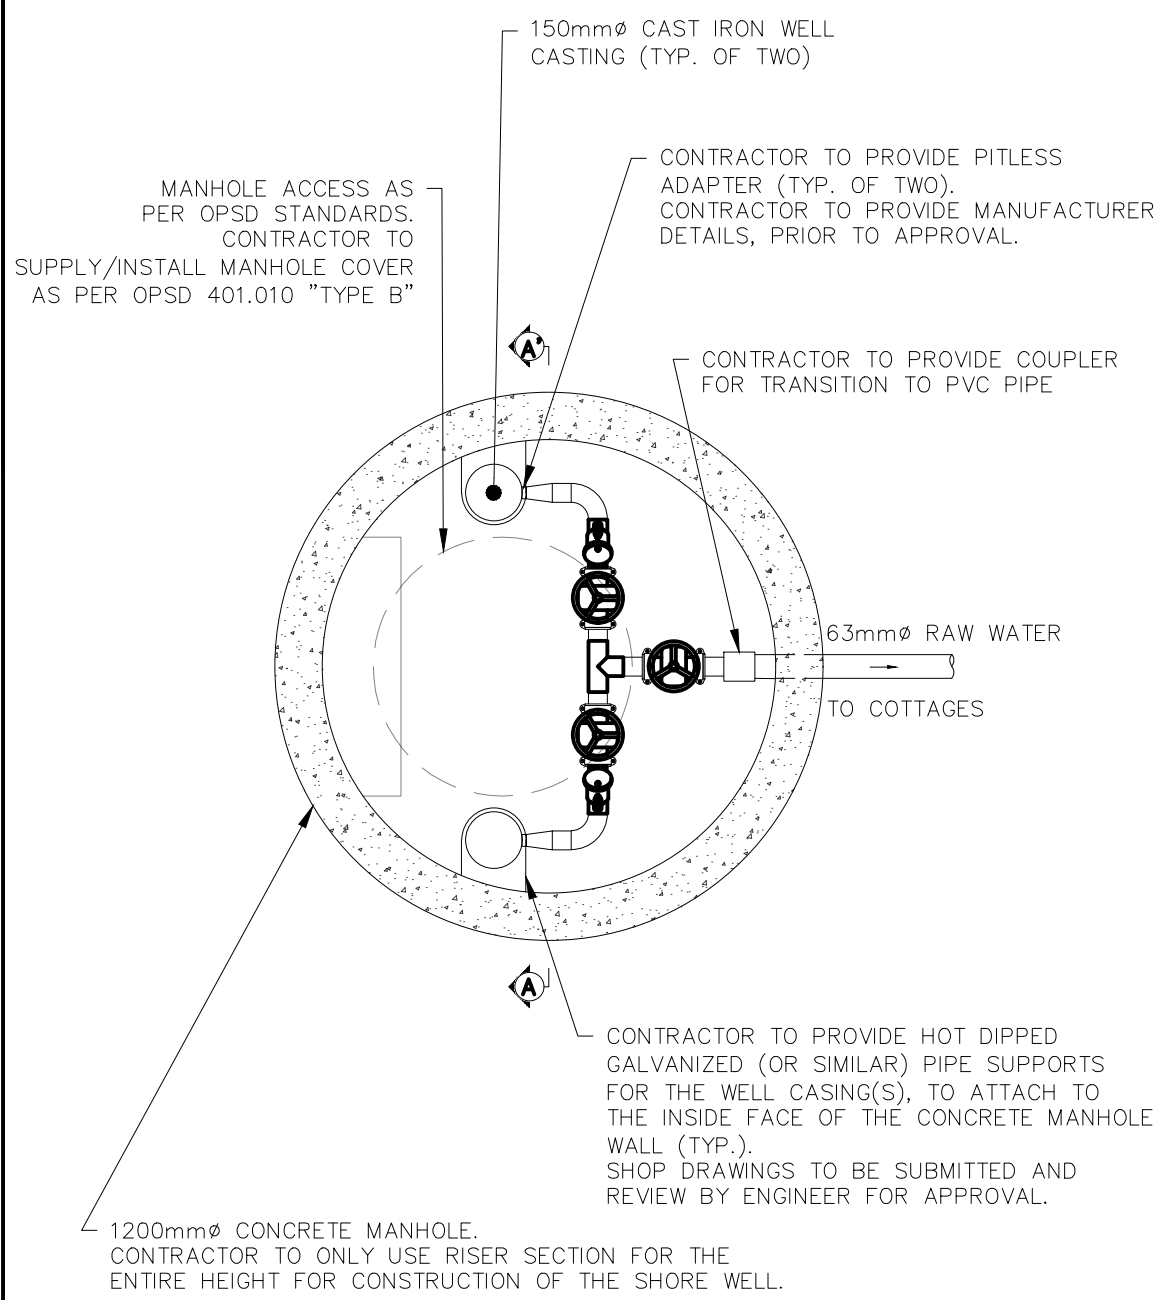 150mmø CAST IRON WELL
CASTING (TYP. OF TWO)
CONTRACTOR TO PROVIDE PITLESS
ADAPTER (TYP. OF TWO).
CONTRACTOR TO PROVIDE MANUFACTURER
DETAILS, PRIOR TO APPROVAL.
MANHOLE ACCESS AS
PER OPSD STANDARDS.
CONTRACTOR TO
SUPPLY/INSTALL MANHOLE COVER
AS PER OPSD 401.010 "TYPE B"
A'
CONTRACTOR TO PROVIDE COUPLER
FOR TRANSITION TO PVC PIPE
63mmø RAW WATER
TO COTTAGES
A
CONTRACTOR TO PROVIDE HOT DIPPED
GALVANIZED (OR SIMILAR) PIPE SUPPORTS
FOR THE WELL CASING(S), TO ATTACH TO
THE INSIDE FACE OF THE CONCRETE MANHOLE
WALL (TYP.).
SHOP DRAWINGS TO BE SUBMITTED AND
REVIEW BY ENGINEER FOR APPROVAL.
1200mmø CONCRETE MANHOLE.
CONTRACTOR TO ONLY USE RISER SECTION FOR THE
ENTIRE HEIGHT FOR CONSTRUCTION OF THE SHORE WELL.